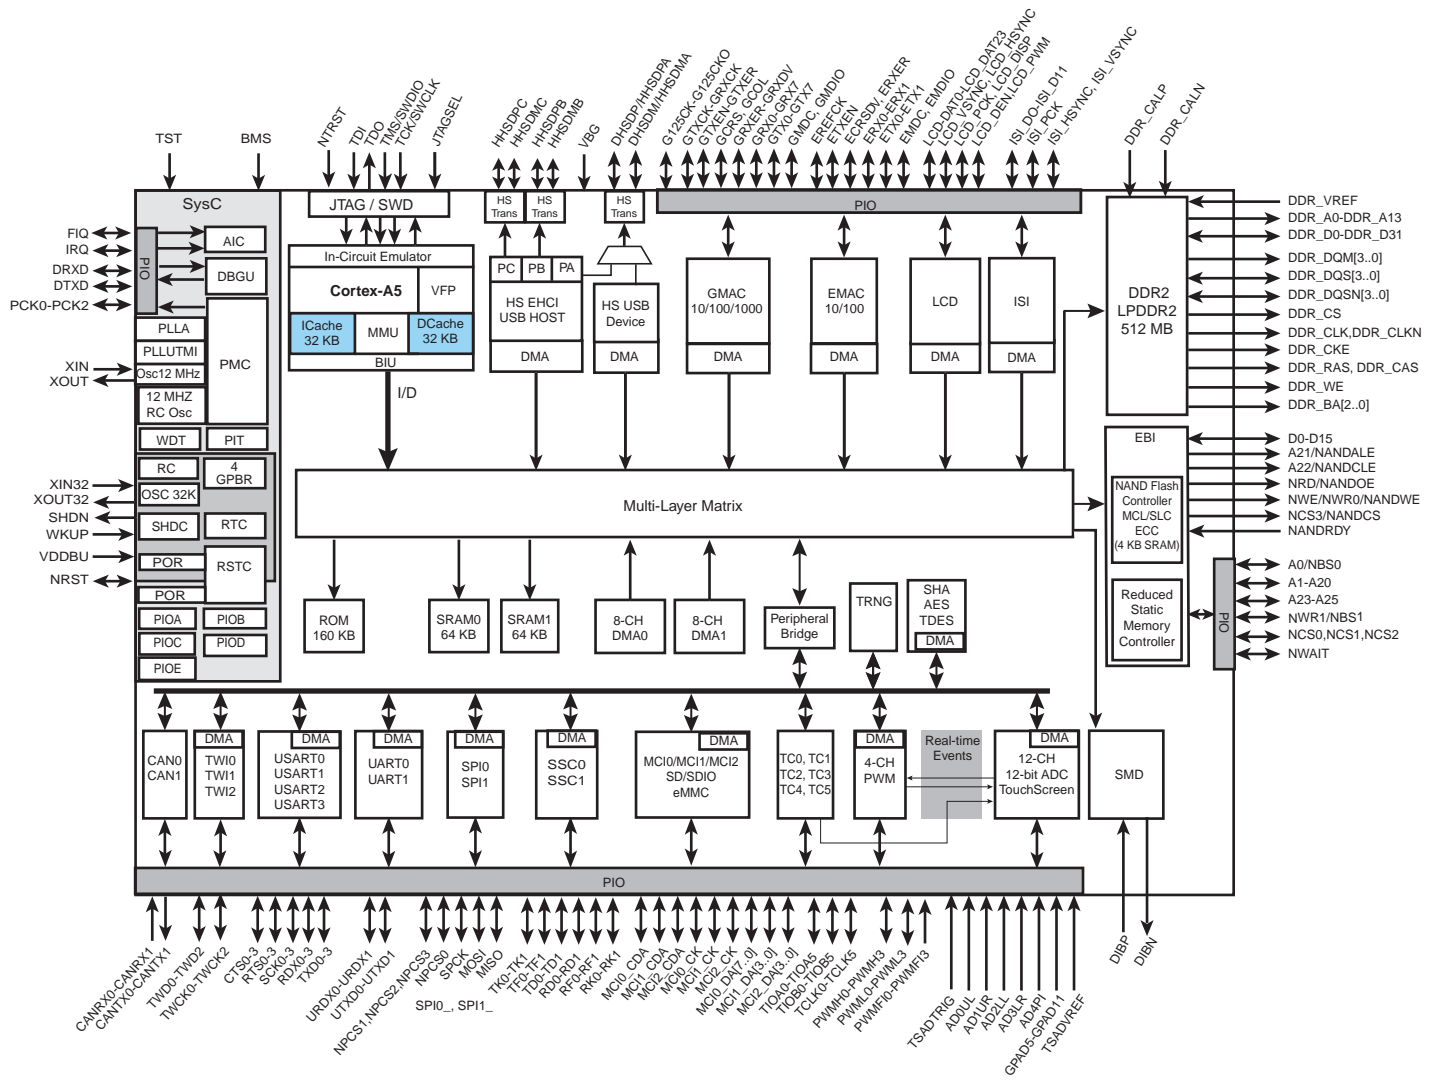 TST
BMS
NTRST
TDI
TDO
TMS/SWDIO
TCK/SWCLK
JTAGSEL
HHSDPC
HHSDMC
HHSDPB
HHSDMB
VBG
DHSDP/HHSDPA
DHSDM/HHSDMA
G125CK-G125CKO
GTXCK-GRXCK
GTXEN-GTXER
GCRS, GCOL
GRXER-GRXDV
GRX0-GRX7
GTX0-GTX7
GMDC, GMDIO
EREFCK
ETXEN
ECRSDV, ERXER
ERX0-ERX1
ETX0-ETX1
EMDC, EMDIO
LCD-DAT0-LCD_DAT23
LCD_VSYNC, LCD_HSYNC
LCD_PCK, LCD_DISP
LCD_DEN,LCD_PWM
ISI_DO-ISI_D11
ISI_PCK
ISI_HSYNC, ISI_VSYNC
DDR_CALP
DDR_CALN
SysC
FIQ
IRQ
DRXD
DTXD
PCK0-PCK2
XIN
XOUT
XIN32
XOUT32
SHDN
WKUP
VDDBU
NRST
PIO
AIC
DBGU
PLLA
PLLUTMI
Osc12 MHz
12 MHZ
RC Osc
PMC
WDT
PIT
RC
4
GPBR
OSC 32K
SHDC
RTC
POR
RSTC
POR
PIOA
PIOB
PIOC
PIOD
PIOE
JTAG / SWD
In-Circuit Emulator
Cortex-A5
VFP
ICache
32 KB
MMU
DCache
32 KB
BIU
I/D
HS
Trans
HS
Trans
HS
Trans
PC
PB
PA
HS EHCI
USB HOST
DMA
HS USB
Device
DMA
PIO
GMAC
10/100/1000
DMA
EMAC
10/100
DMA
LCD
DMA
ISI
DMA
DDR2
LPDDR2
512 MB
DDR_VREF
DDR_A0-DDR_A13
DDR_D0-DDR_D31
DDR_DQM[3..0]
DDR_DQS[3..0]
DDR_DQSN[3..0]
DDR_CS
DDR_CLK,DDR_CLKN
DDR_CKE
DDR_RAS, DDR_CAS
DDR_WE
DDR_BA[2..0]
Multi-Layer Matrix
EBI
NAND Flash
Controller
MCL/SLC
ECC
(4 KB SRAM)
Reduced
Static
Memory
Controller
PIO
D0-D15
A21/NANDALE
A22/NANDCLE
NRD/NANDOE
NWE/NWR0/NANDWE
NCS3/NANDCS
NANDRDY
A0/NBS0
A1-A20
A23-A25
NWR1/NBS1
NCS0,NCS1,NCS2
NWAIT
ROM
160 KB
SRAM0
64 KB
SRAM1
64 KB
8-CH
DMA0
8-CH
DMA1
Peripheral
Bridge
TRNG
SHA
AES
TDES
DMA
CAN0
CAN1
DMA
TWI0
TWI1
TWI2
DMA
USART0
USART1
USART2
USART3
DMA
UART0
UART1
DMA
SPI0
SPI1
DMA
SSC0
SSC1
DMA
MCI0/MCI1/MCI2
SD/SDIO
eMMC
TC0, TC1
TC2, TC3
TC4, TC5
DMA
4-CH
PWM
Real-time
Events
DMA
12-CH
12-bit ADC
TouchScreen
SMD
PIO
CANRX0-CANRX1
CANTX0-CANTX1
TWD0-TWD2
TWCK0-TWCK2
CTS0-3
RTS0-3
SCK0-3
RDX0-3
TXD0-3
URDX0-URDX1
UTXD0-UTXD1
NPCS1,NPCS2,NPCS3
NPCS0
SPCK
MOSI
MISO
SPI0_, SPI1_
TK0-TK1
TF0-TF1
TD0-TD1
RD0-RD1
RF0-RF1
RK0-RK1
MCI0_CDA
MCI1_CDA
MCI2_CDA
MCI0_CK
MCI1_CK
MCI2_CK
MCI0_DA[7..0]
MCI1_DA[3..0]
MCI2_DA[3..0]
TIOA0-TIOA5
TIOB0-TIOB5
TCLK0-TCLK5
PWMH0-PWMH3
PWML0-PWML3
PWMFI0-PWMFI3
TSADTRIG
AD0UL
AD1UR
AD2LL
AD3LR
AD4PI
GPAD5-GPAD11
TSADVREF
DIBP
DIBN